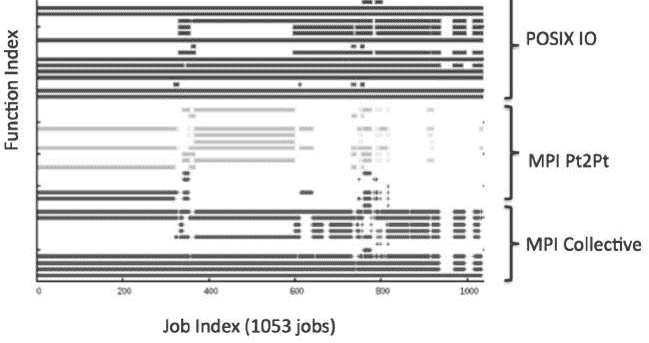 POSIX IO
Function Index
MPI Pt2Pt
MPI Collective
0 200 400 600 800 1000
Job Index (1053 jobs)